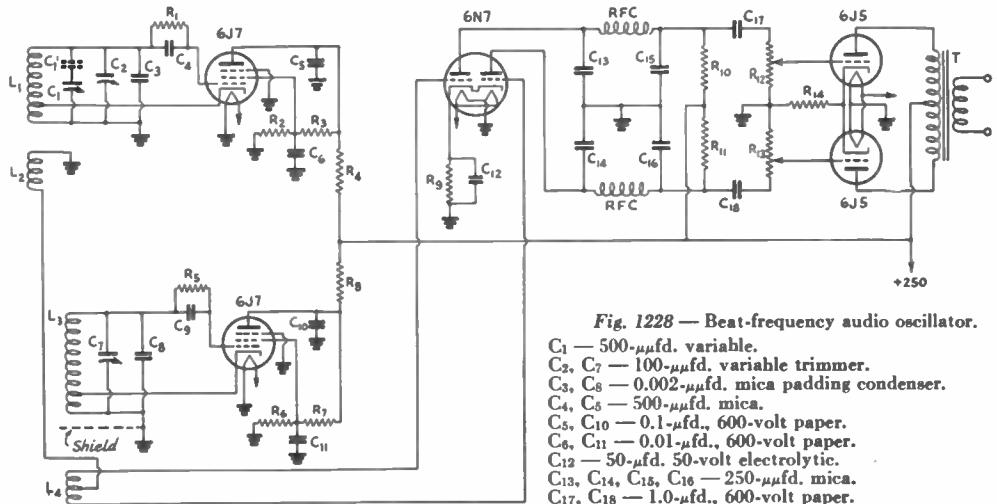 R1
6J7
C1'
C1
C2
C3
C4
L1
R2
R3
C5
C6
R4
L2
R5
6J7
C9
L3
C7
C8
R8
C10
R6
R7
C11
Shield
L4
6N7
R9
C12
RFC
C13
C15
C14
C16
RFC
R10
R11
C17
C18
R12
R13
R14
6J5
6J5
T
+250
Fig. 1228 — Beat-frequency audio oscillator.
C1 — 500-μμfd. variable.
C2, C7 — 100-μμfd. variable trimmer.
C3, C8 — 0.002-μμfd. mica padding condenser.
C4, C5 — 500-μμfd. mica.
C5, C10 — 0.1-μfd., 600-volt paper.
C6, C11 — 0.01-μfd., 600-volt paper.
C12 — 50-μfd. 50-volt electrolytic.
C13, C14, C15, C16 — 250-μμfd. mica.
C17, C18 — 1.0-μfd., 600-volt paper.